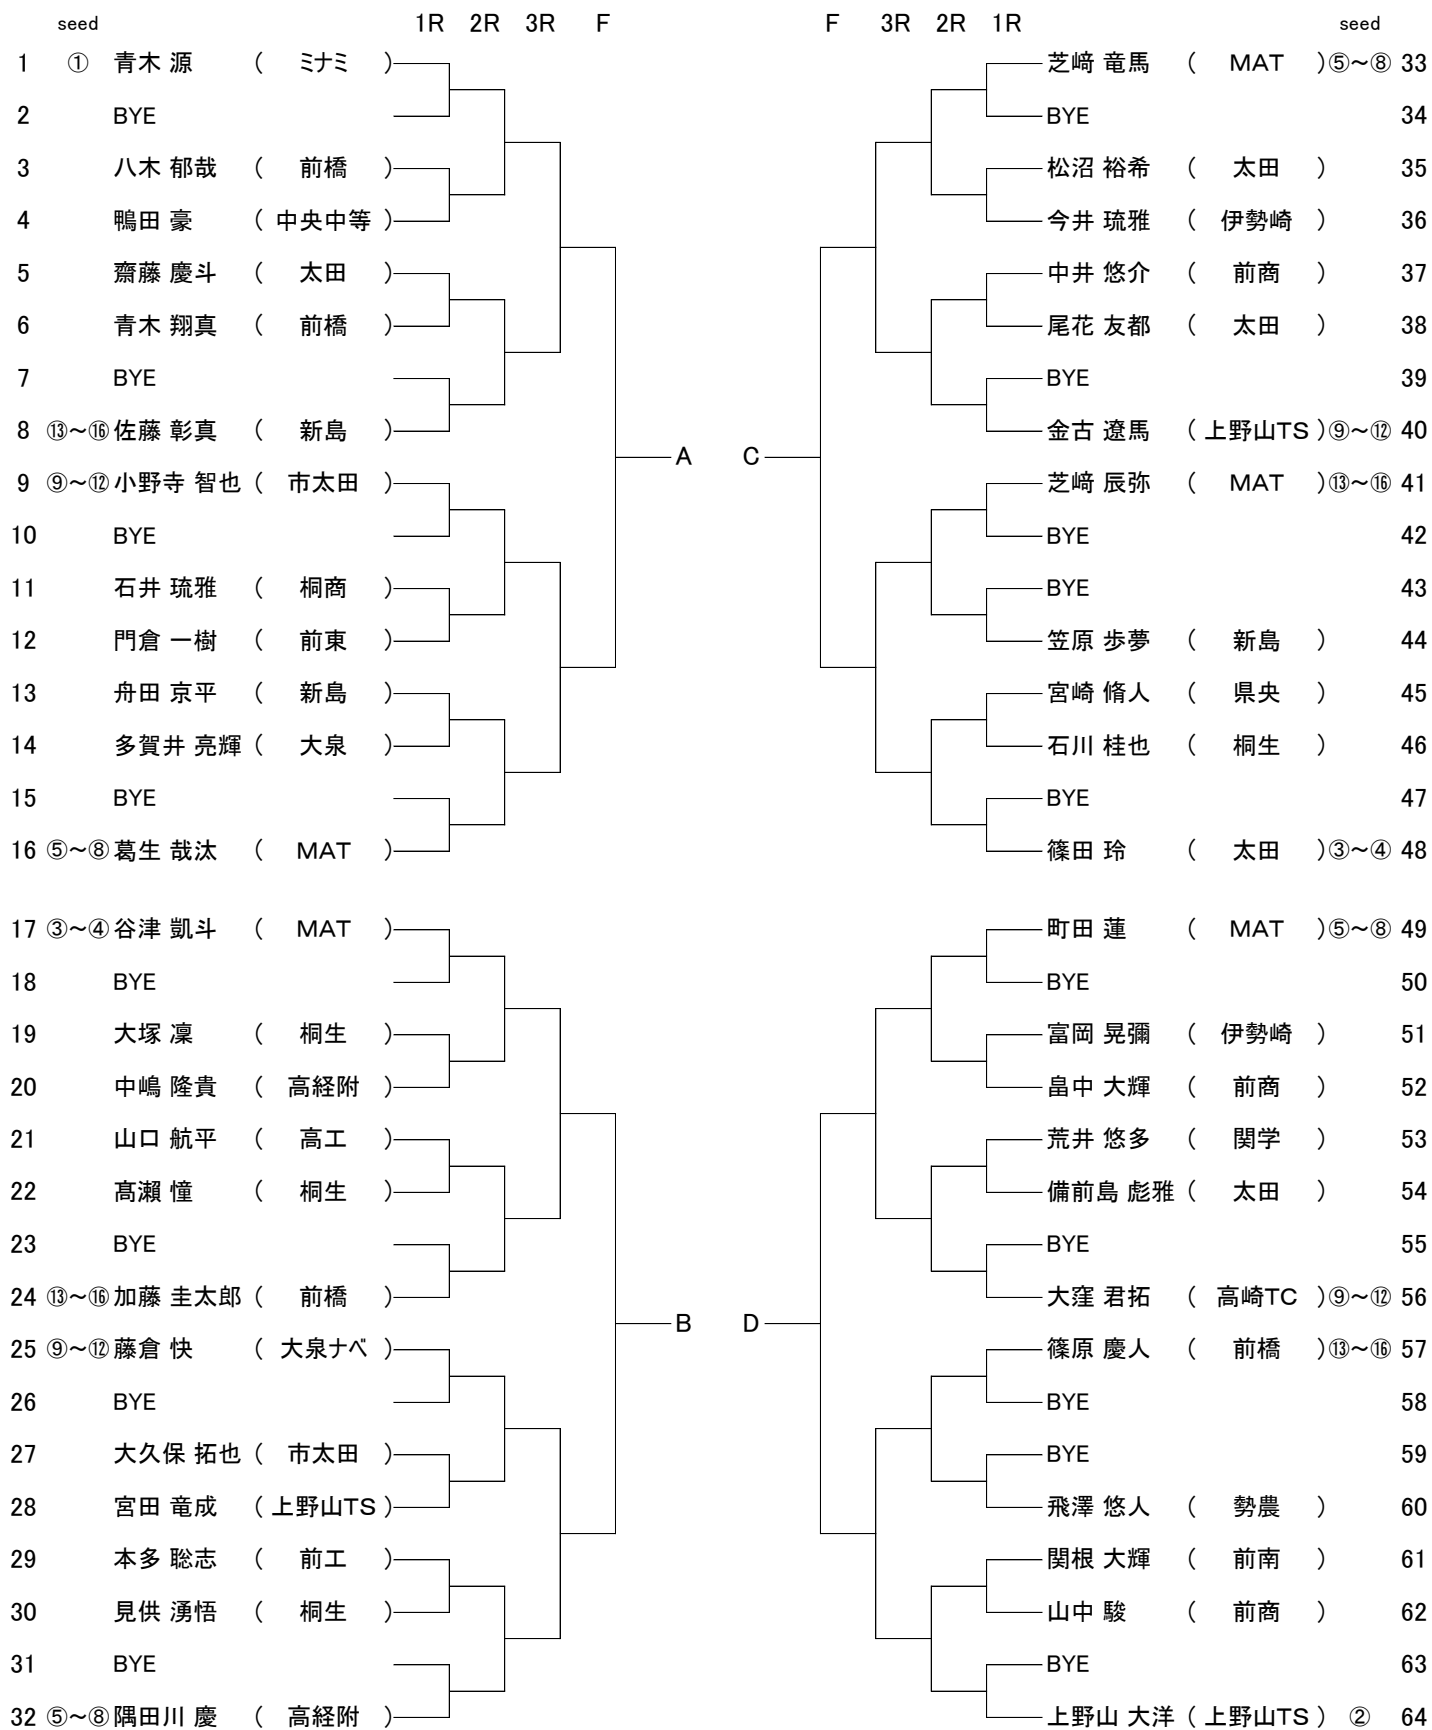 seed 1R 2R 3R F F 3R 2R 1R seed
1 ① 青木 源 ( ミナミ ) 芝﨑 竜馬 ( MAT ) ⑤～⑧ 33
2 BYE BYE 34
3 八木 郁哉 ( 前橋 ) 松沼 裕希 ( 太田 ) 35
4 鴨田 豪 ( 中央中等 ) 今井 琉雅 ( 伊勢崎 ) 36
5 齋藤 慶斗 ( 太田 ) 中井 悠介 ( 前商 ) 37
6 青木 翔真 ( 前橋 ) 尾花 友都 ( 太田 ) 38
7 BYE BYE 39
8 ⑬～⑯ 佐藤 彰真 ( 新島 ) 金古 遼馬 ( 上野山TS ) ⑨～⑫ 40
A C
9 ⑨～⑫ 小野寺 智也 ( 市太田 ) 芝﨑 辰弥 ( MAT ) ⑬～⑯ 41
10 BYE BYE 42
11 石井 琉雅 ( 桐商 ) BYE 43
12 門倉 一樹 ( 前東 ) 笠原 歩夢 ( 新島 ) 44
13 舟田 京平 ( 新島 ) 宮崎 脩人 ( 県央 ) 45
14 多賀井 亮輝 ( 大泉 ) 石川 桂也 ( 桐生 ) 46
15 BYE BYE 47
16 ⑤～⑧ 葛生 哉汰 ( MAT ) 篠田 玲 ( 太田 ) ③～④ 48
17 ③～④ 谷津 凱斗 ( MAT ) 町田 蓮 ( MAT ) ⑤～⑧ 49
18 BYE BYE 50
19 大塚 凜 ( 桐生 ) 富岡 晃彌 ( 伊勢崎 ) 51
20 中嶋 隆貴 ( 高経附 ) 畠中 大輝 ( 前商 ) 52
21 山口 航平 ( 高工 ) 荒井 悠多 ( 関学 ) 53
22 髙瀨 憧 ( 桐生 ) 備前島 彪雅 ( 太田 ) 54
23 BYE BYE 55
24 ⑬～⑯ 加藤 圭太郎 ( 前橋 ) 大窪 君拓 ( 高崎TC ) ⑨～⑫ 56
B D
25 ⑨～⑫ 藤倉 快 ( 大泉ナベ ) 篠原 慶人 ( 前橋 ) ⑬～⑯ 57
26 BYE BYE 58
27 大久保 拓也 ( 市太田 ) BYE 59
28 宮田 竜成 ( 上野山TS ) 飛澤 悠人 ( 勢農 ) 60
29 本多 聡志 ( 前工 ) 関根 大輝 ( 前南 ) 61
30 見供 湧悟 ( 桐生 ) 山中 駿 ( 前商 ) 62
31 BYE BYE 63
32 ⑤～⑧ 隅田川 慶 ( 高経附 ) 上野山 大洋 ( 上野山TS ) ② 64